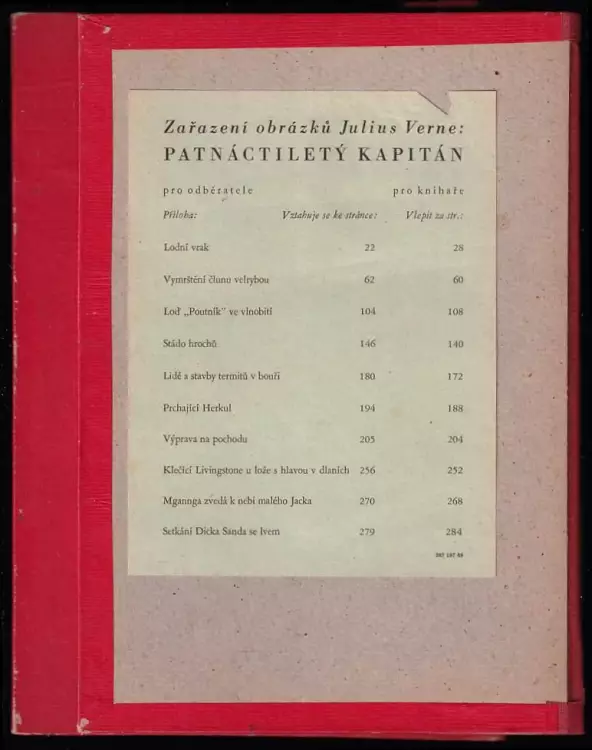 Zařazení obrázků Julius Verne:
PATNÁCTILETÝ KAPITÁN
pro odběratele pro knihaře
Příloha: Vztahuje se ke stránce: Vlepit za str.:
Lodní vrak 22 28
Vymrštění člunu velrybou 62 60
Loď „Poutník" ve vlnobití 104 108
Stádo hrochů 146 140
Lidé a stavby termitů v bouři 180 172
Prchající Herkul 194 188
Výprava na pochodu 205 204
Klečící Livingstone u lože s hlavou v dlaních 256 252
Mgannga zvedá k nebi malého Jacka 270 268
Setkání Dicka Sanda se lvem 279 284